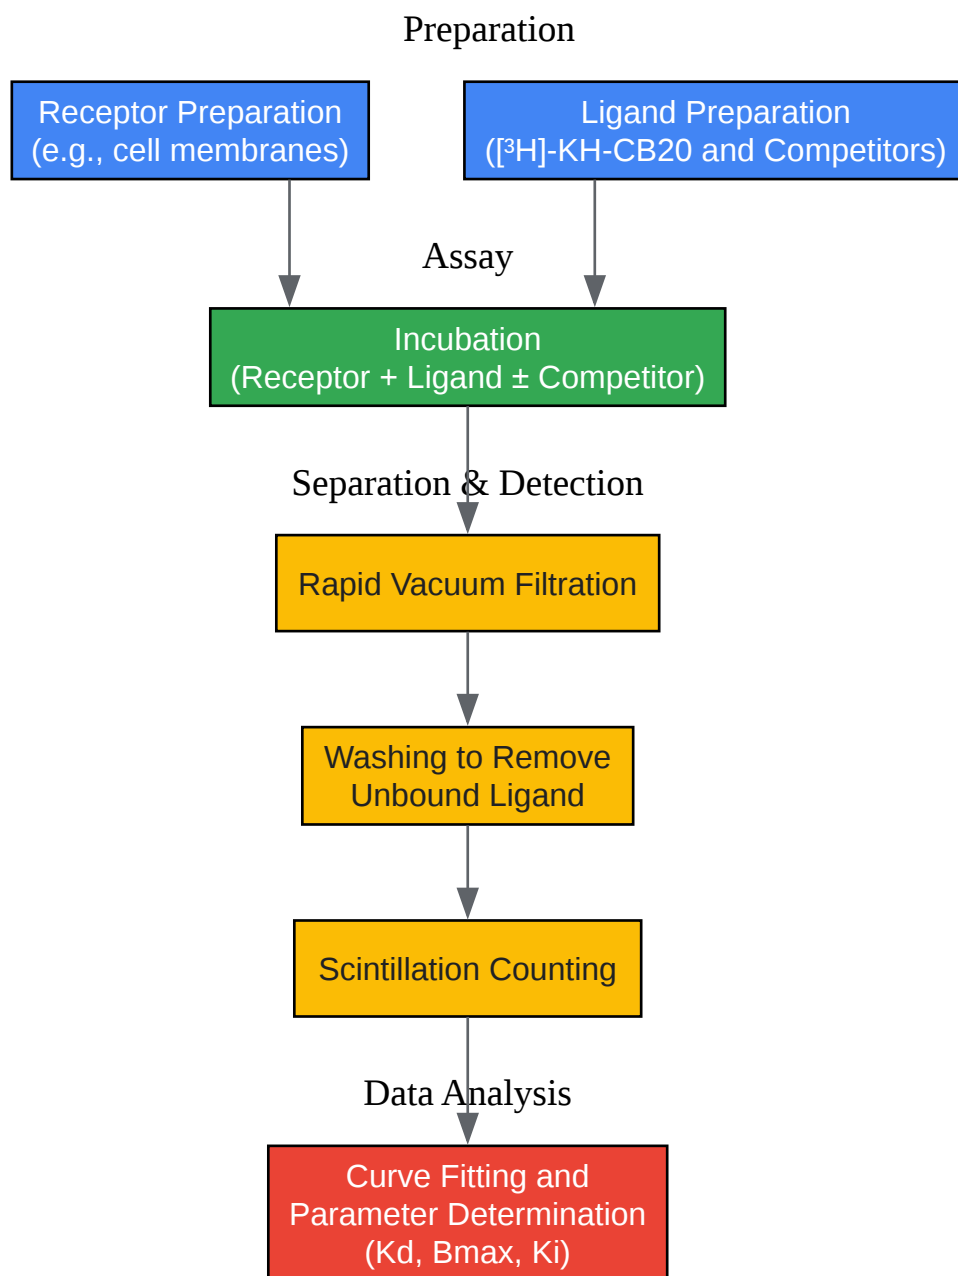 Preparation
Receptor Preparation
(e.g., cell membranes)
Ligand Preparation
([³H]-KH-CB20 and Competitors)
Assay
Incubation
(Receptor + Ligand ± Competitor)
Separation & Detection
Rapid Vacuum Filtration
Washing to Remove
Unbound Ligand
Scintillation Counting
Data Analysis
Curve Fitting and
Parameter Determination
(Kd, Bmax, Ki)